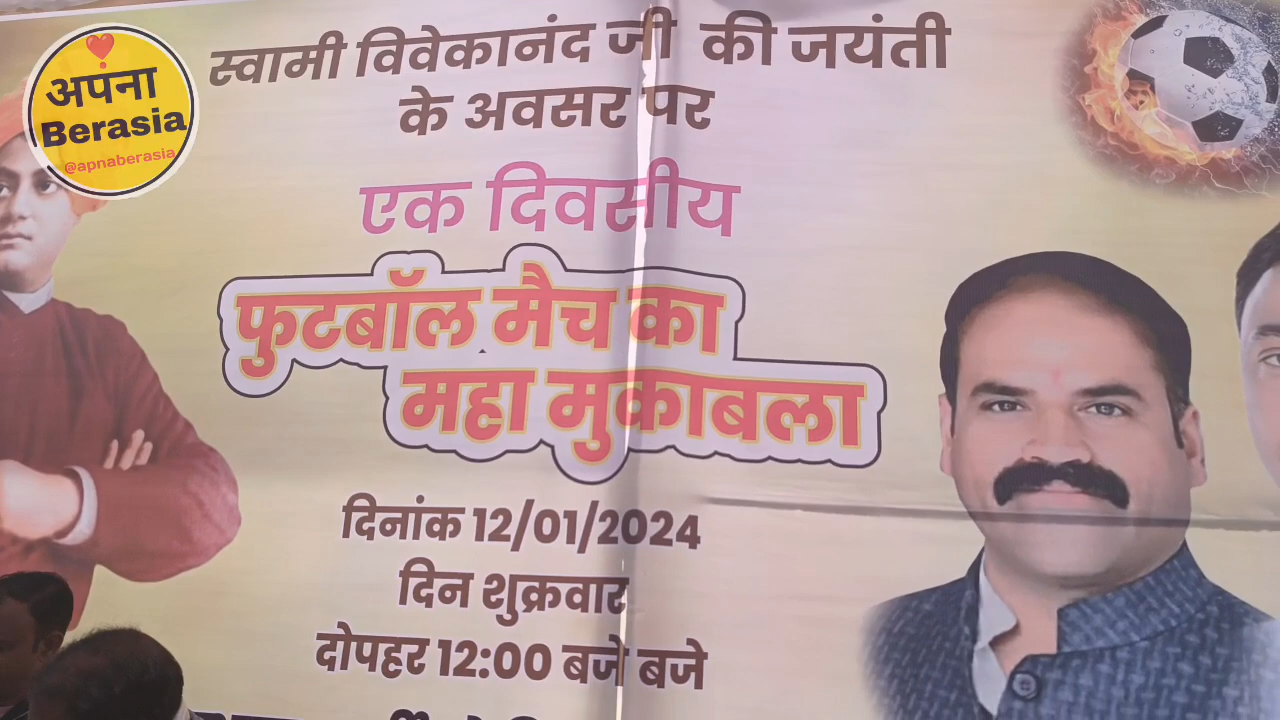 अपना
Berasia
@apnaberasia
स्वामी विवेकानंद जी की जयंती
के अवसर पर
एक दिवसीय
फुटबॉल मैच का
महा मुकाबला
दिनांक 12/01/2024
दिन शुक्रवार
दोपहर 12:00 बजे बजे